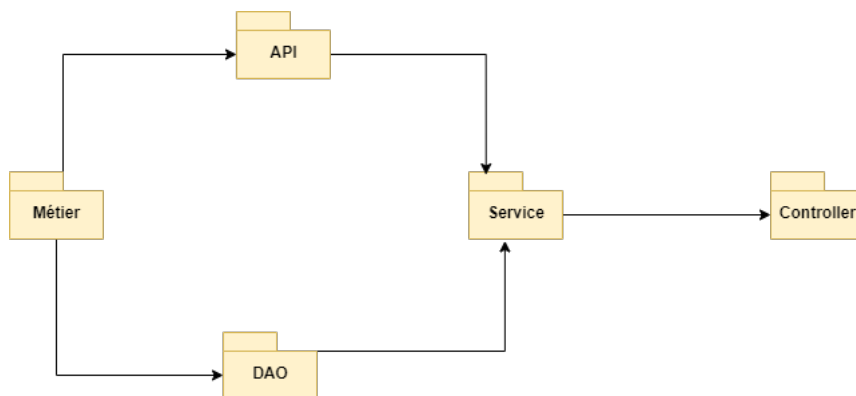 API
Métier
Service
Controller
DAO